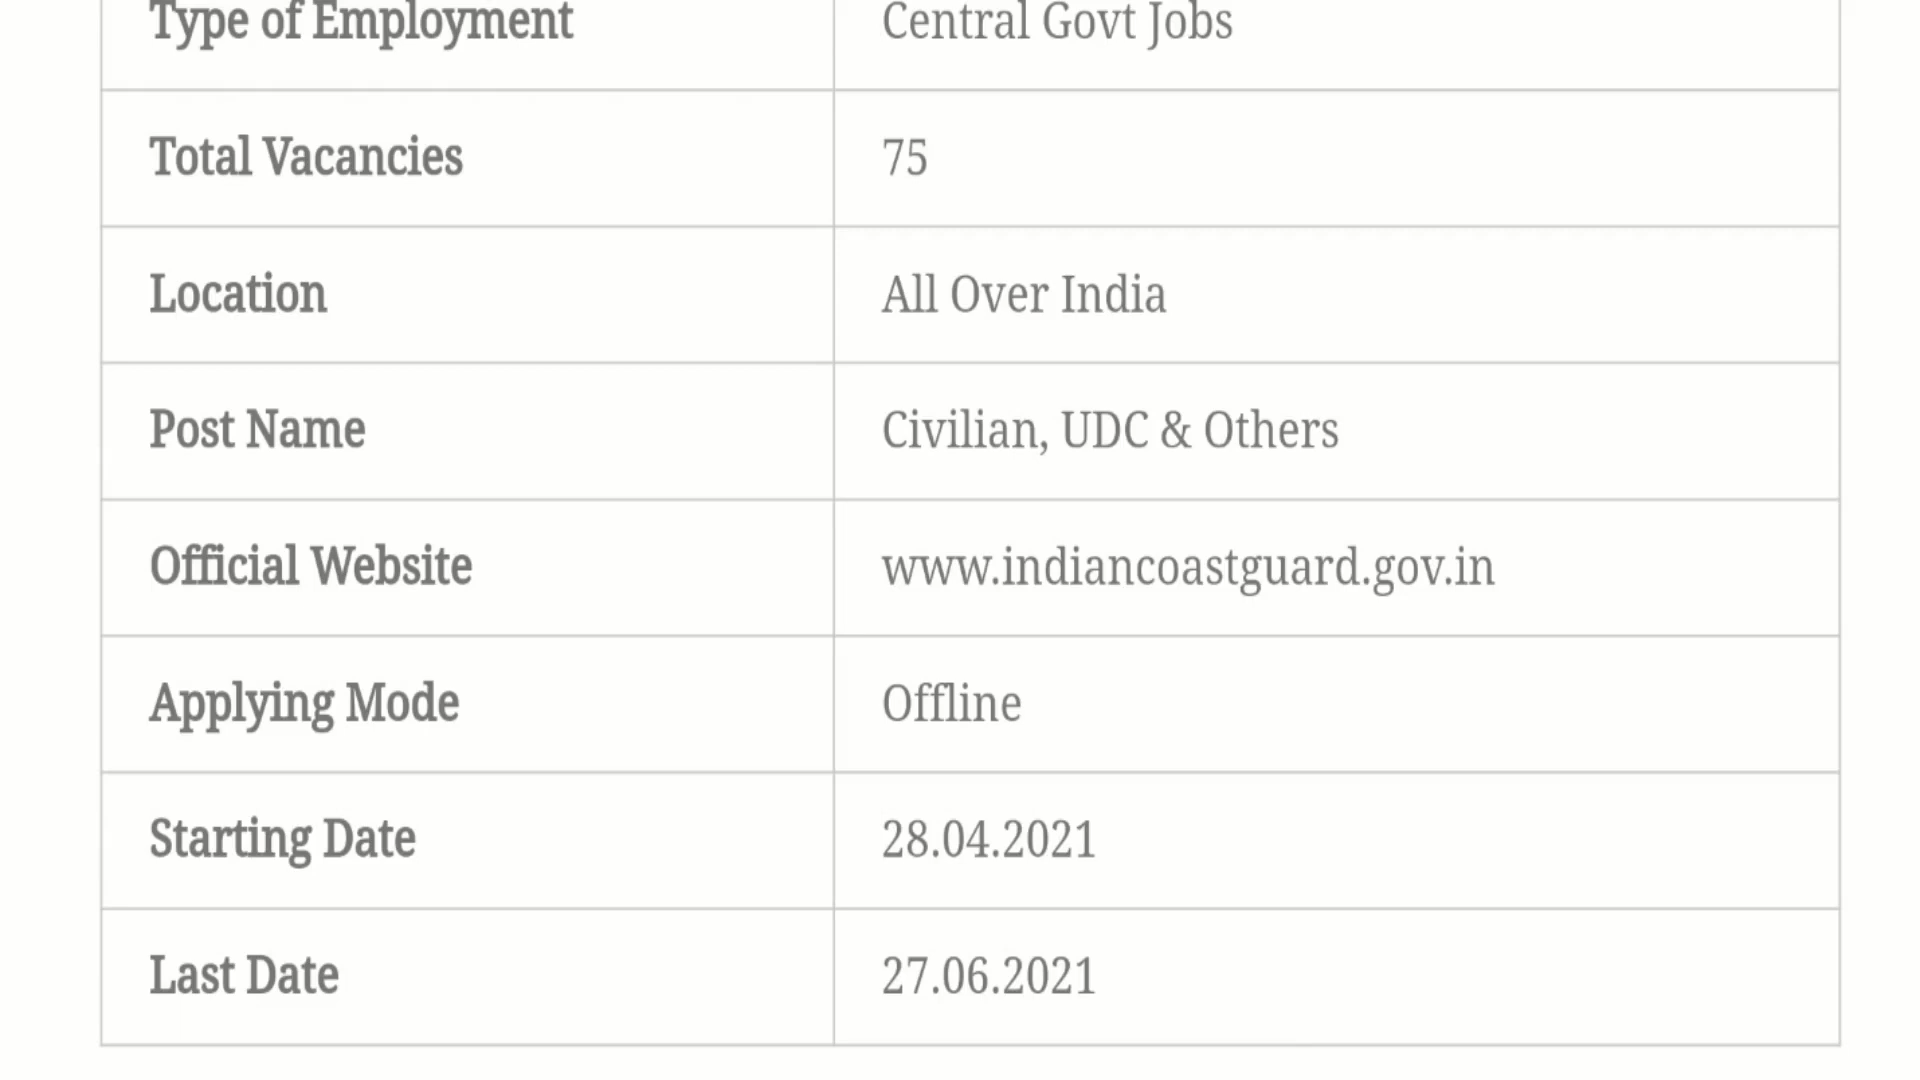 Type of Employment Central Govt Jobs
Total Vacancies 75
Location All Over India
Post Name Civilian, UDC & Others
Official Website www.indiancoastguard.gov.in
Applying Mode Offline
Starting Date 28.04.2021
Last Date 27.06.2021